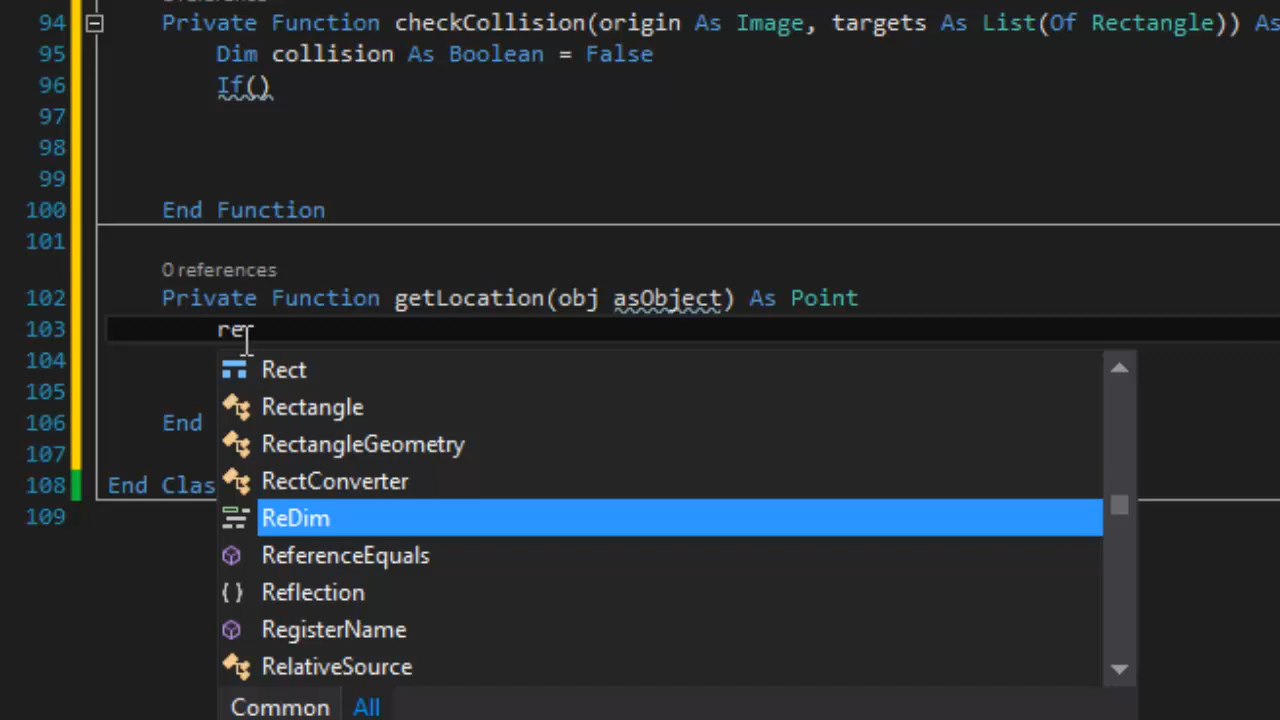 94 Private Function checkCollision(origin As Image, targets As List(Of Rectangle)) As
95 Dim collision As Boolean = False
96 If()
97
98
99
100 End Function
101
0 references
102 Private Function getLocation(obj asObject) As Point
103 re
104
Rect
105
Rectangle
106 End
RectangleGeometry
107
RectConverter
108 End Clas
ReDim
109
ReferenceEquals
Reflection
RegisterName
RelativeSource
Common All